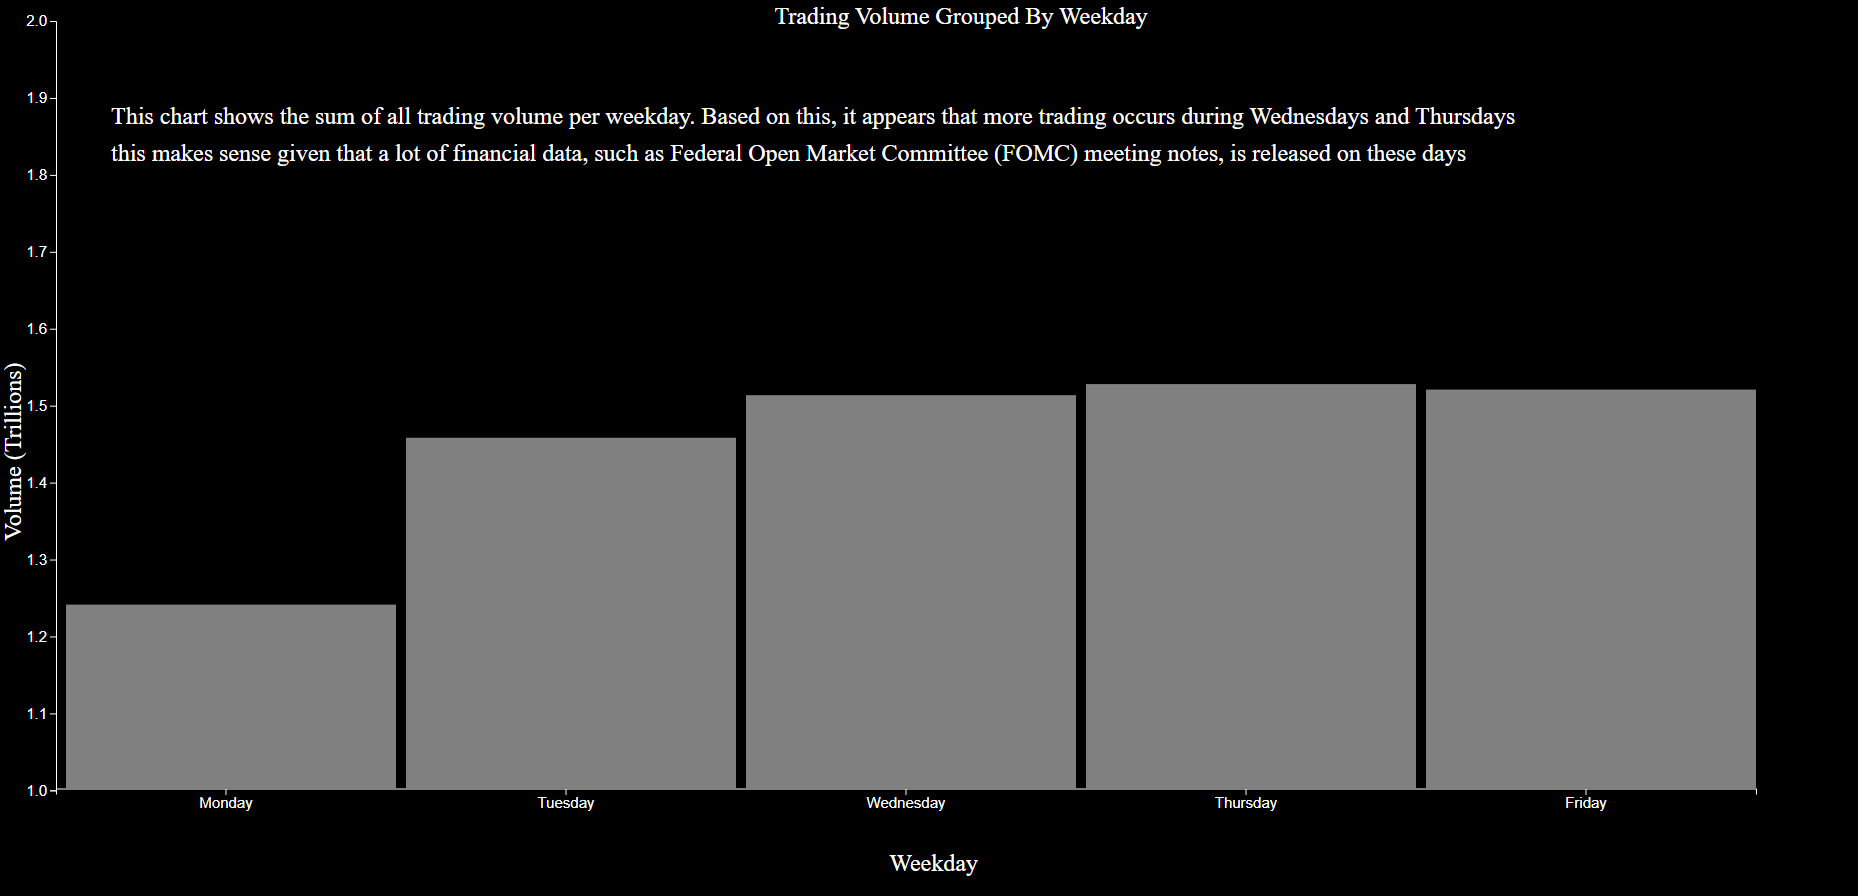 Trading Volume Grouped By Weekday
This chart shows the sum of all trading volume per weekday. Based on this, it appears that more trading occurs during Wednesdays and Thursdays
this makes sense given that a lot of financial data, such as Federal Open Market Committee (FOMC) meeting notes, is released on these days
Volume (Trillions)
2.0
1.9
1.8
1.7
1.6
1.5
1.4
1.3
1.2
1.1
1.0
Monday Tuesday Wednesday Thursday Friday
Weekday